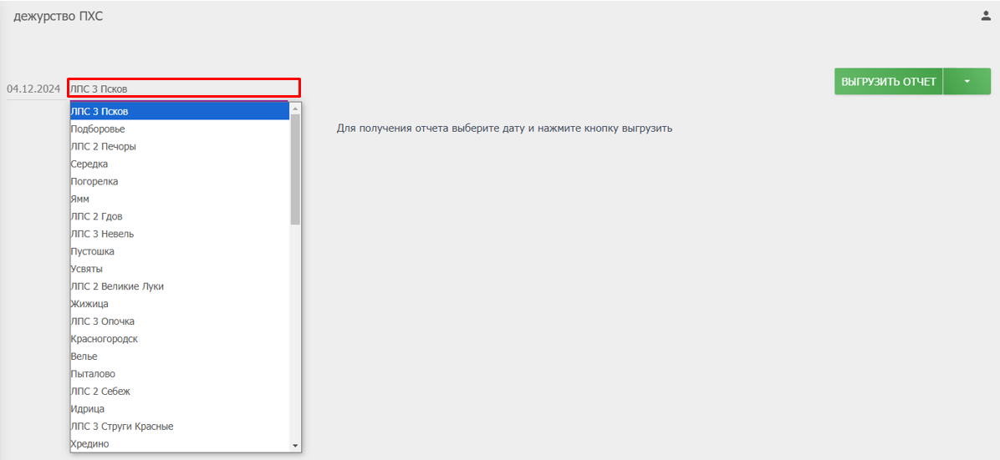 дежурство ПХС
04.12.2024 ЛПС 3 Псков
ВЫГРУЗИТЬ ОТЧЕТ
ЛПС 3 Псков
Подборовье
Для получения отчета выберите дату и нажмите кнопку выгрузить
ЛПС 2 Печоры
Середка
Погорелка
Ямм
ЛПС 2 Гдов
ЛПС 3 Невель
Пустошка
Усвяты
ЛПС 2 Великие Луки
Жижица
ЛПС 3 Опочка
Красногородск
Велье
Пыталово
ЛПС 2 Себеж
Идрица
ЛПС 3 Струги Красные
Хредино